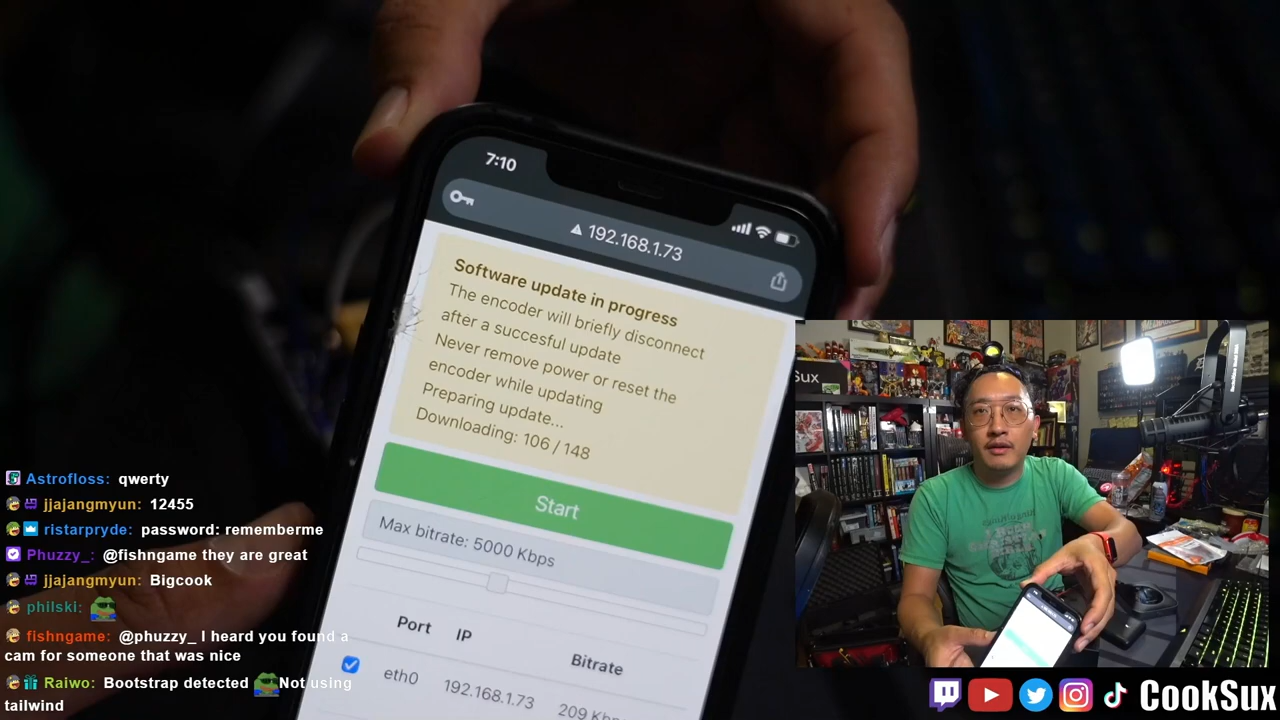 7:10
192.168.1.73
Software update in progress
The encoder will briefly disconnect
after a succesful update
Never remove power or reset the
encoder while updating
Preparing update...
Downloading: 106 / 148
Start
Max bitrate: 5000 Kbps
Port IP Bitrate
eth0 192.168.1.73 209 Kbps
Sux
Astrofloss: qwerty
jjajangmyun: 12455
ristarpryde: password: rememberme
Phuzzy_: @fishngame they are great
jjajangmyun: Bigcook
philski:
fishngame: @phuzzy_ I heard you found a
cam for someone that was nice
Raiwo: Bootstrap detected Not using
tailwind
CookSux